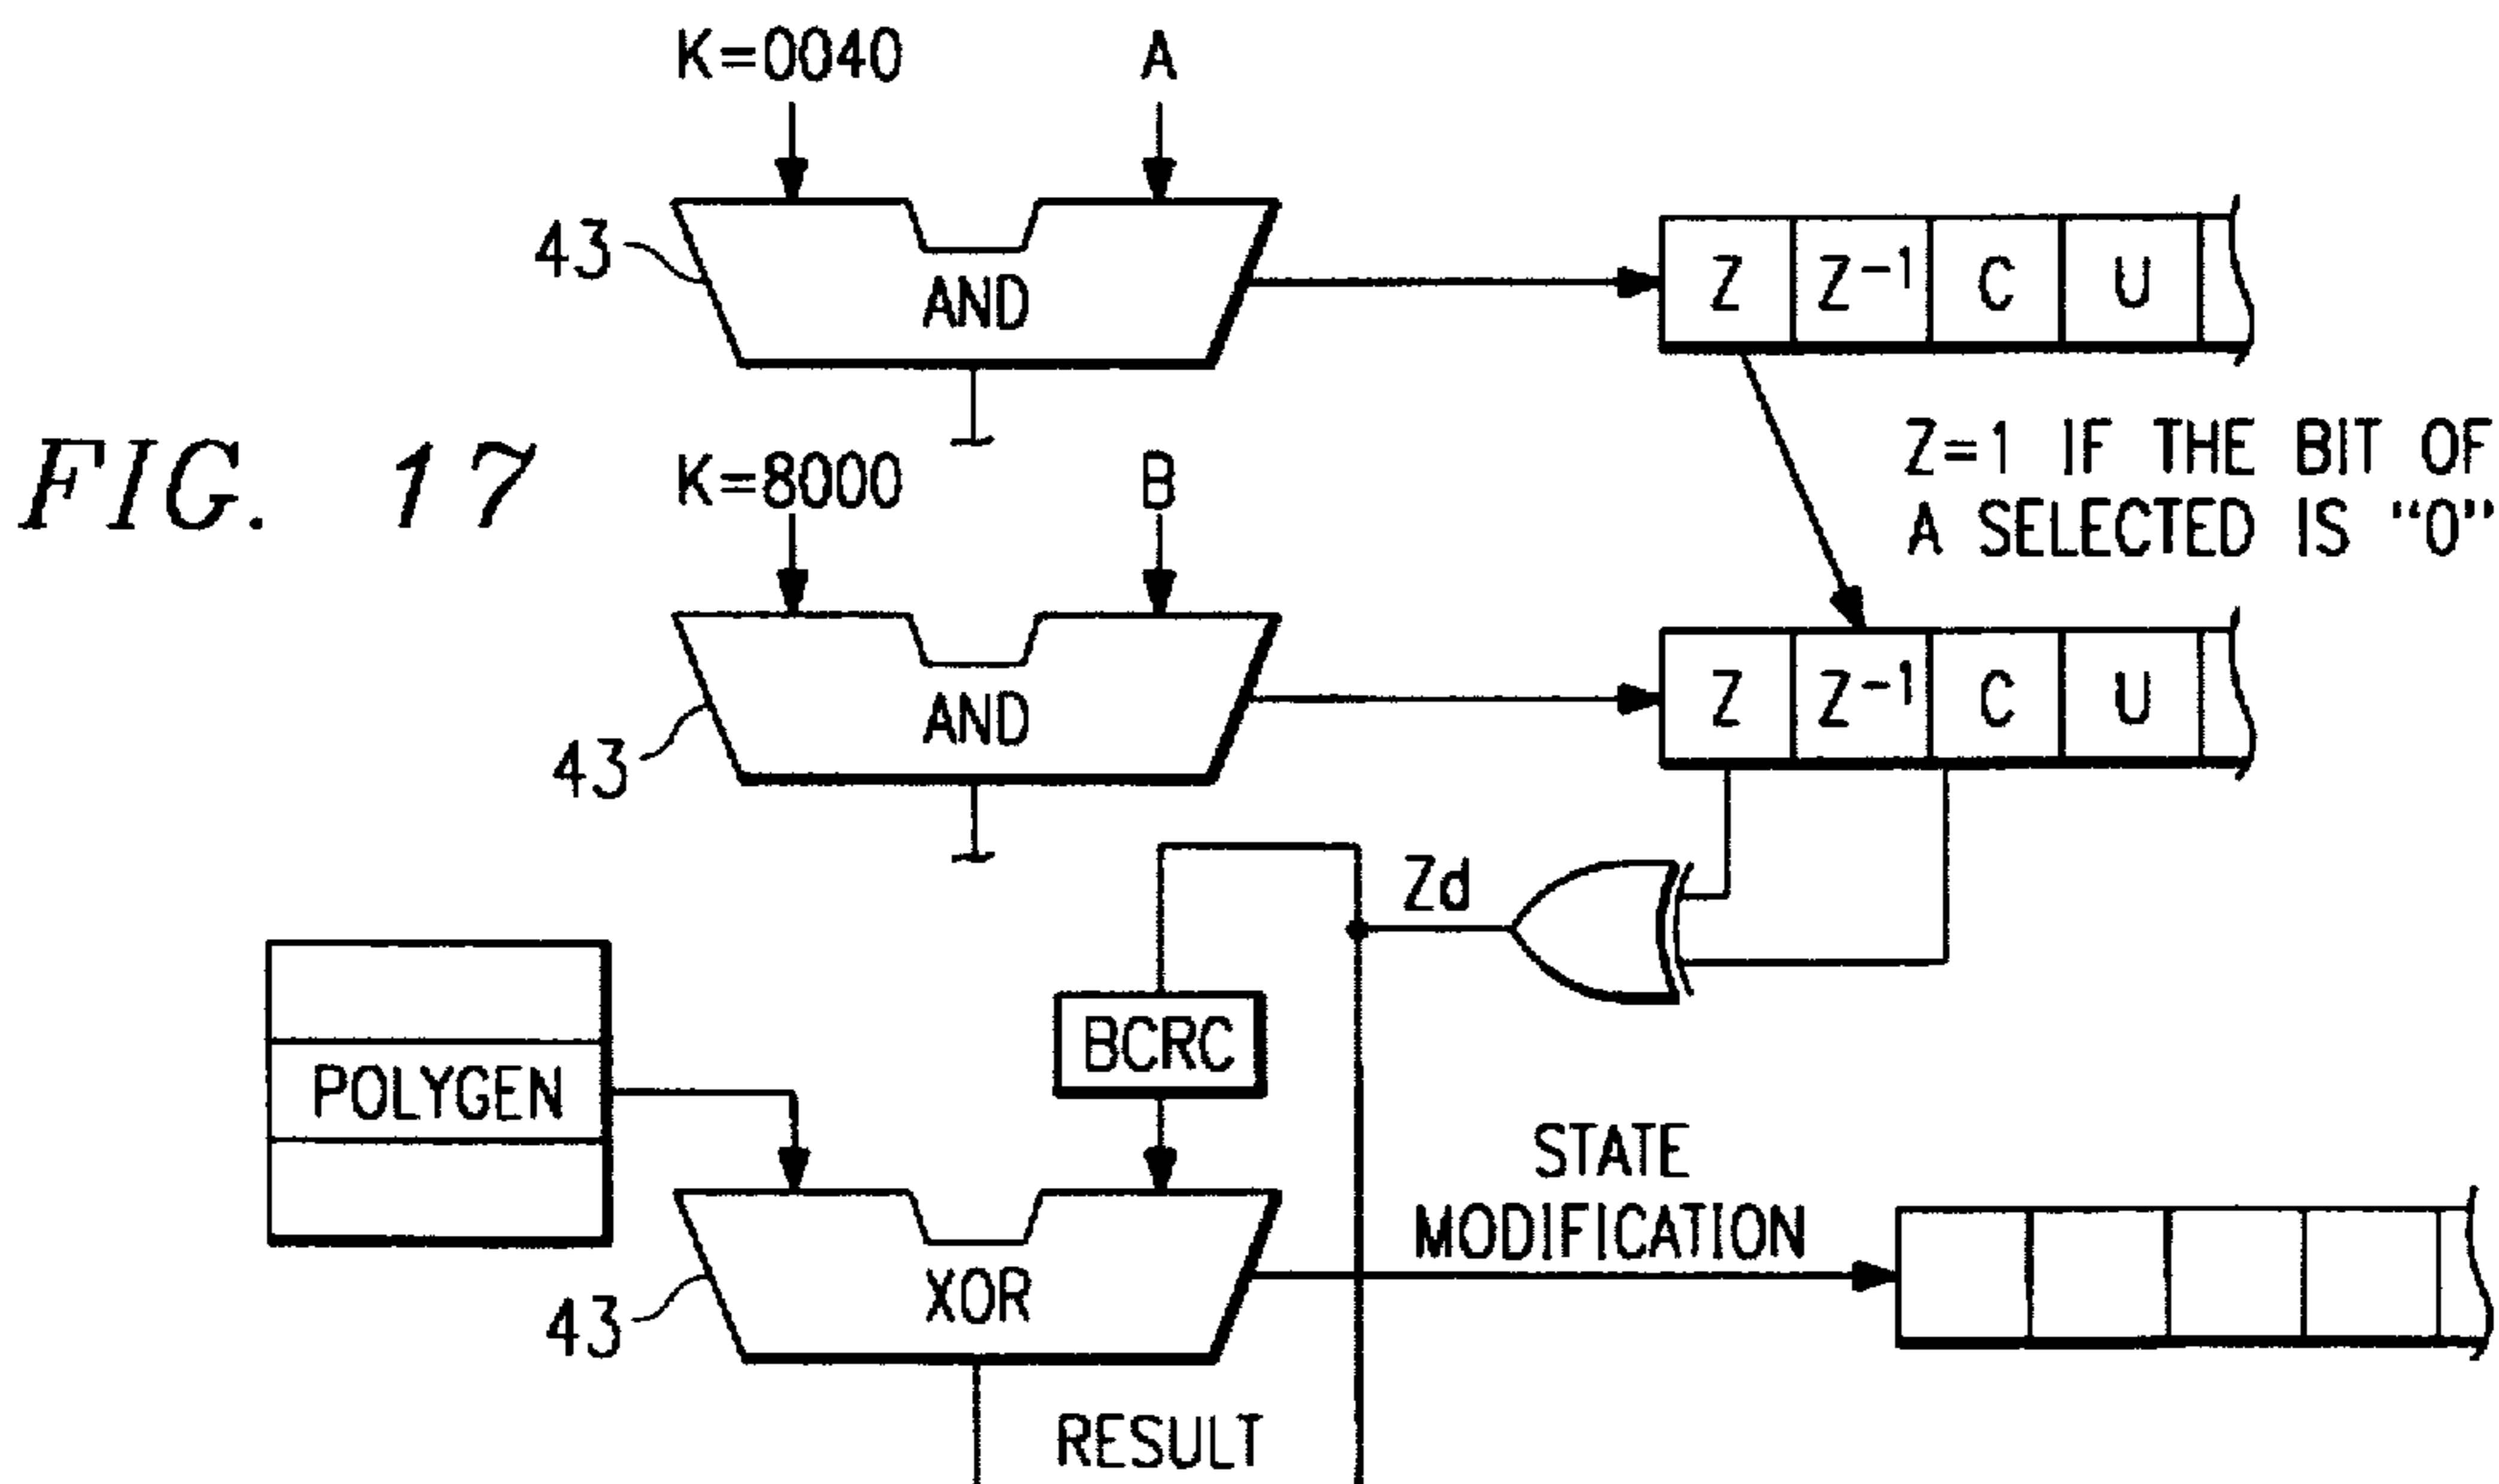 K=0040 A
43
AND
Z Z-1 C U
FIG. 17
K=8000 B
Z=1 IF THE BIT OF
A SELECTED IS "0"
43
AND
Z Z-1 C U
Zd
POLYGEN
BCRC
STATE
MODIFICATION
43
XOR
RESULT